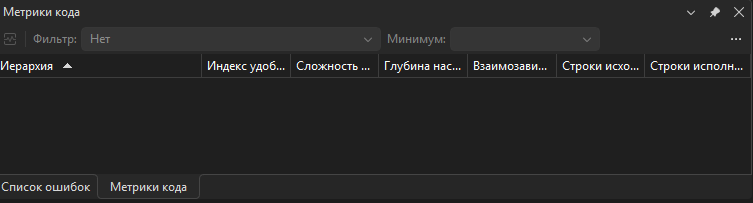 Метрики кода
Фильтр: Нет Минимум:
Иерархия Индекс удоб... Сложность ... Глубина нас... Взаимозави... Строки исхо... Строки исполн...
Список ошибок Метрики кода